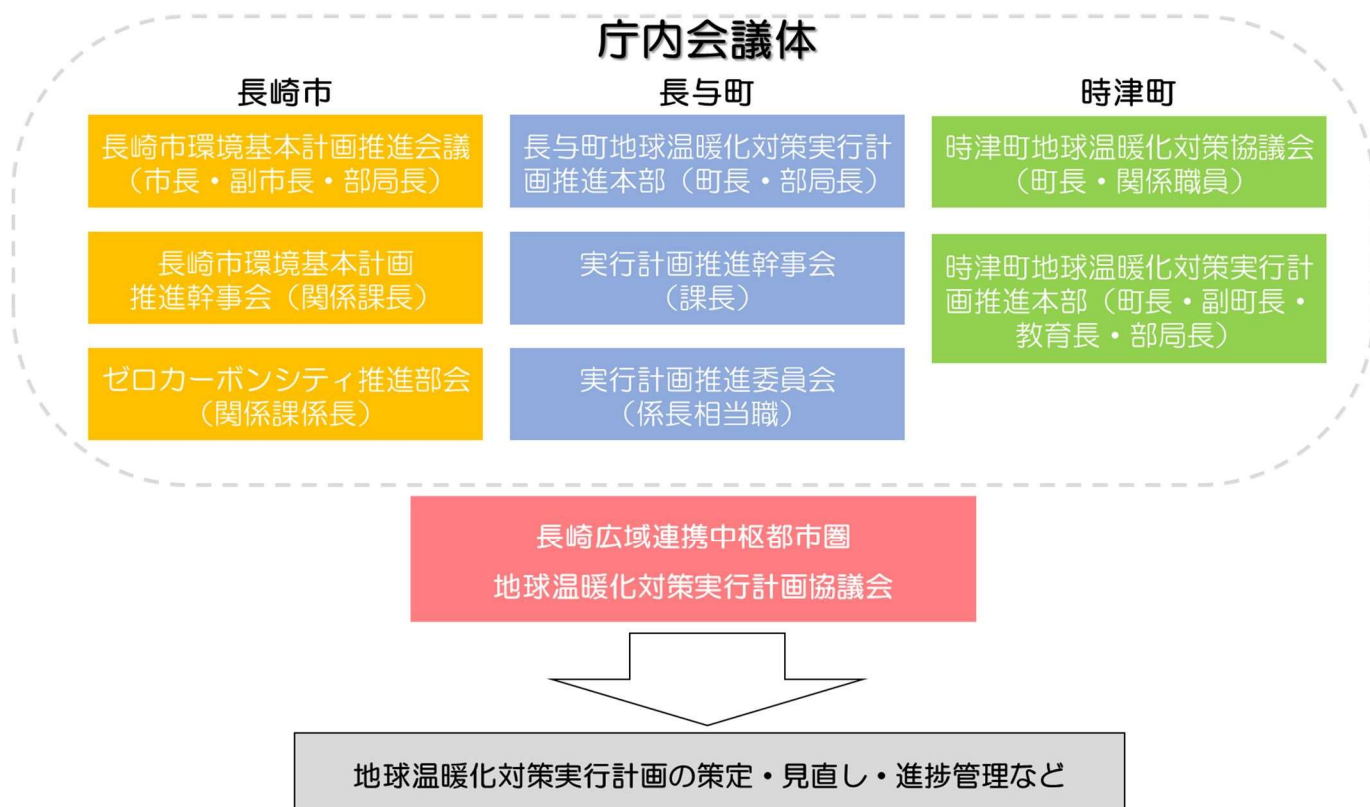 庁内会議体
長崎市
長崎市環境基本計画推進会議
（市長・副市長・部局長）
長崎市環境基本計画
推進幹事会（関係課長）
ゼロカーボンシティ推進部会
（関係課係長）
長与町
長与町地球温暖化対策実行計
画推進本部（町長・部局長）
実行計画推進幹事会
（課長）
実行計画推進委員会
（係長相当職）
時津町
時津町地球温暖化対策協議会
（町長・関係職員）
時津町地球温暖化対策実行計
画推進本部（町長・副町長・
教育長・部局長）
長崎広域連携中枢都市圏
地球温暖化対策実行計画協議会
地球温暖化対策実行計画の策定・見直し・進捗管理など